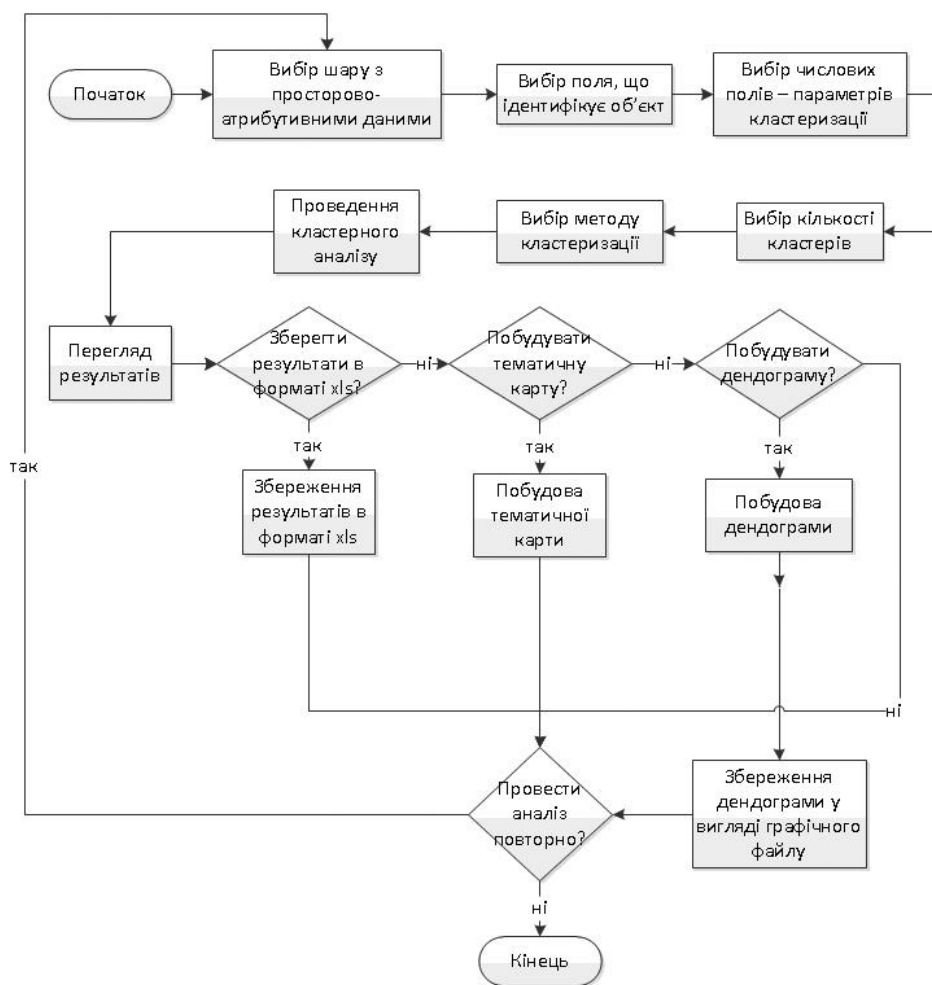 Початок
Вибір шару з
просторово-
атрибутивними даними
Вибір поля, що
ідентифікує об’єкт
Вибір числових
полів – параметрів
кластеризації
Проведення
кластерного
аналізу
Вибір методу
кластеризації
Вибір кількості
кластерів
Перегляд
результатів
Зберегти
результати в
форматі xls?
ні
Побудувати
тематичну
карту?
ні
Побудувати
дендограму?
так
так
так
так
Збереження
результатів в
форматі xls
Побудова
тематичної
карти
Побудова
дендограми
ні
Провести
аналіз
повторно?
Збереження
дендограми у
вигляді графічного
файлу
ні
Кінець